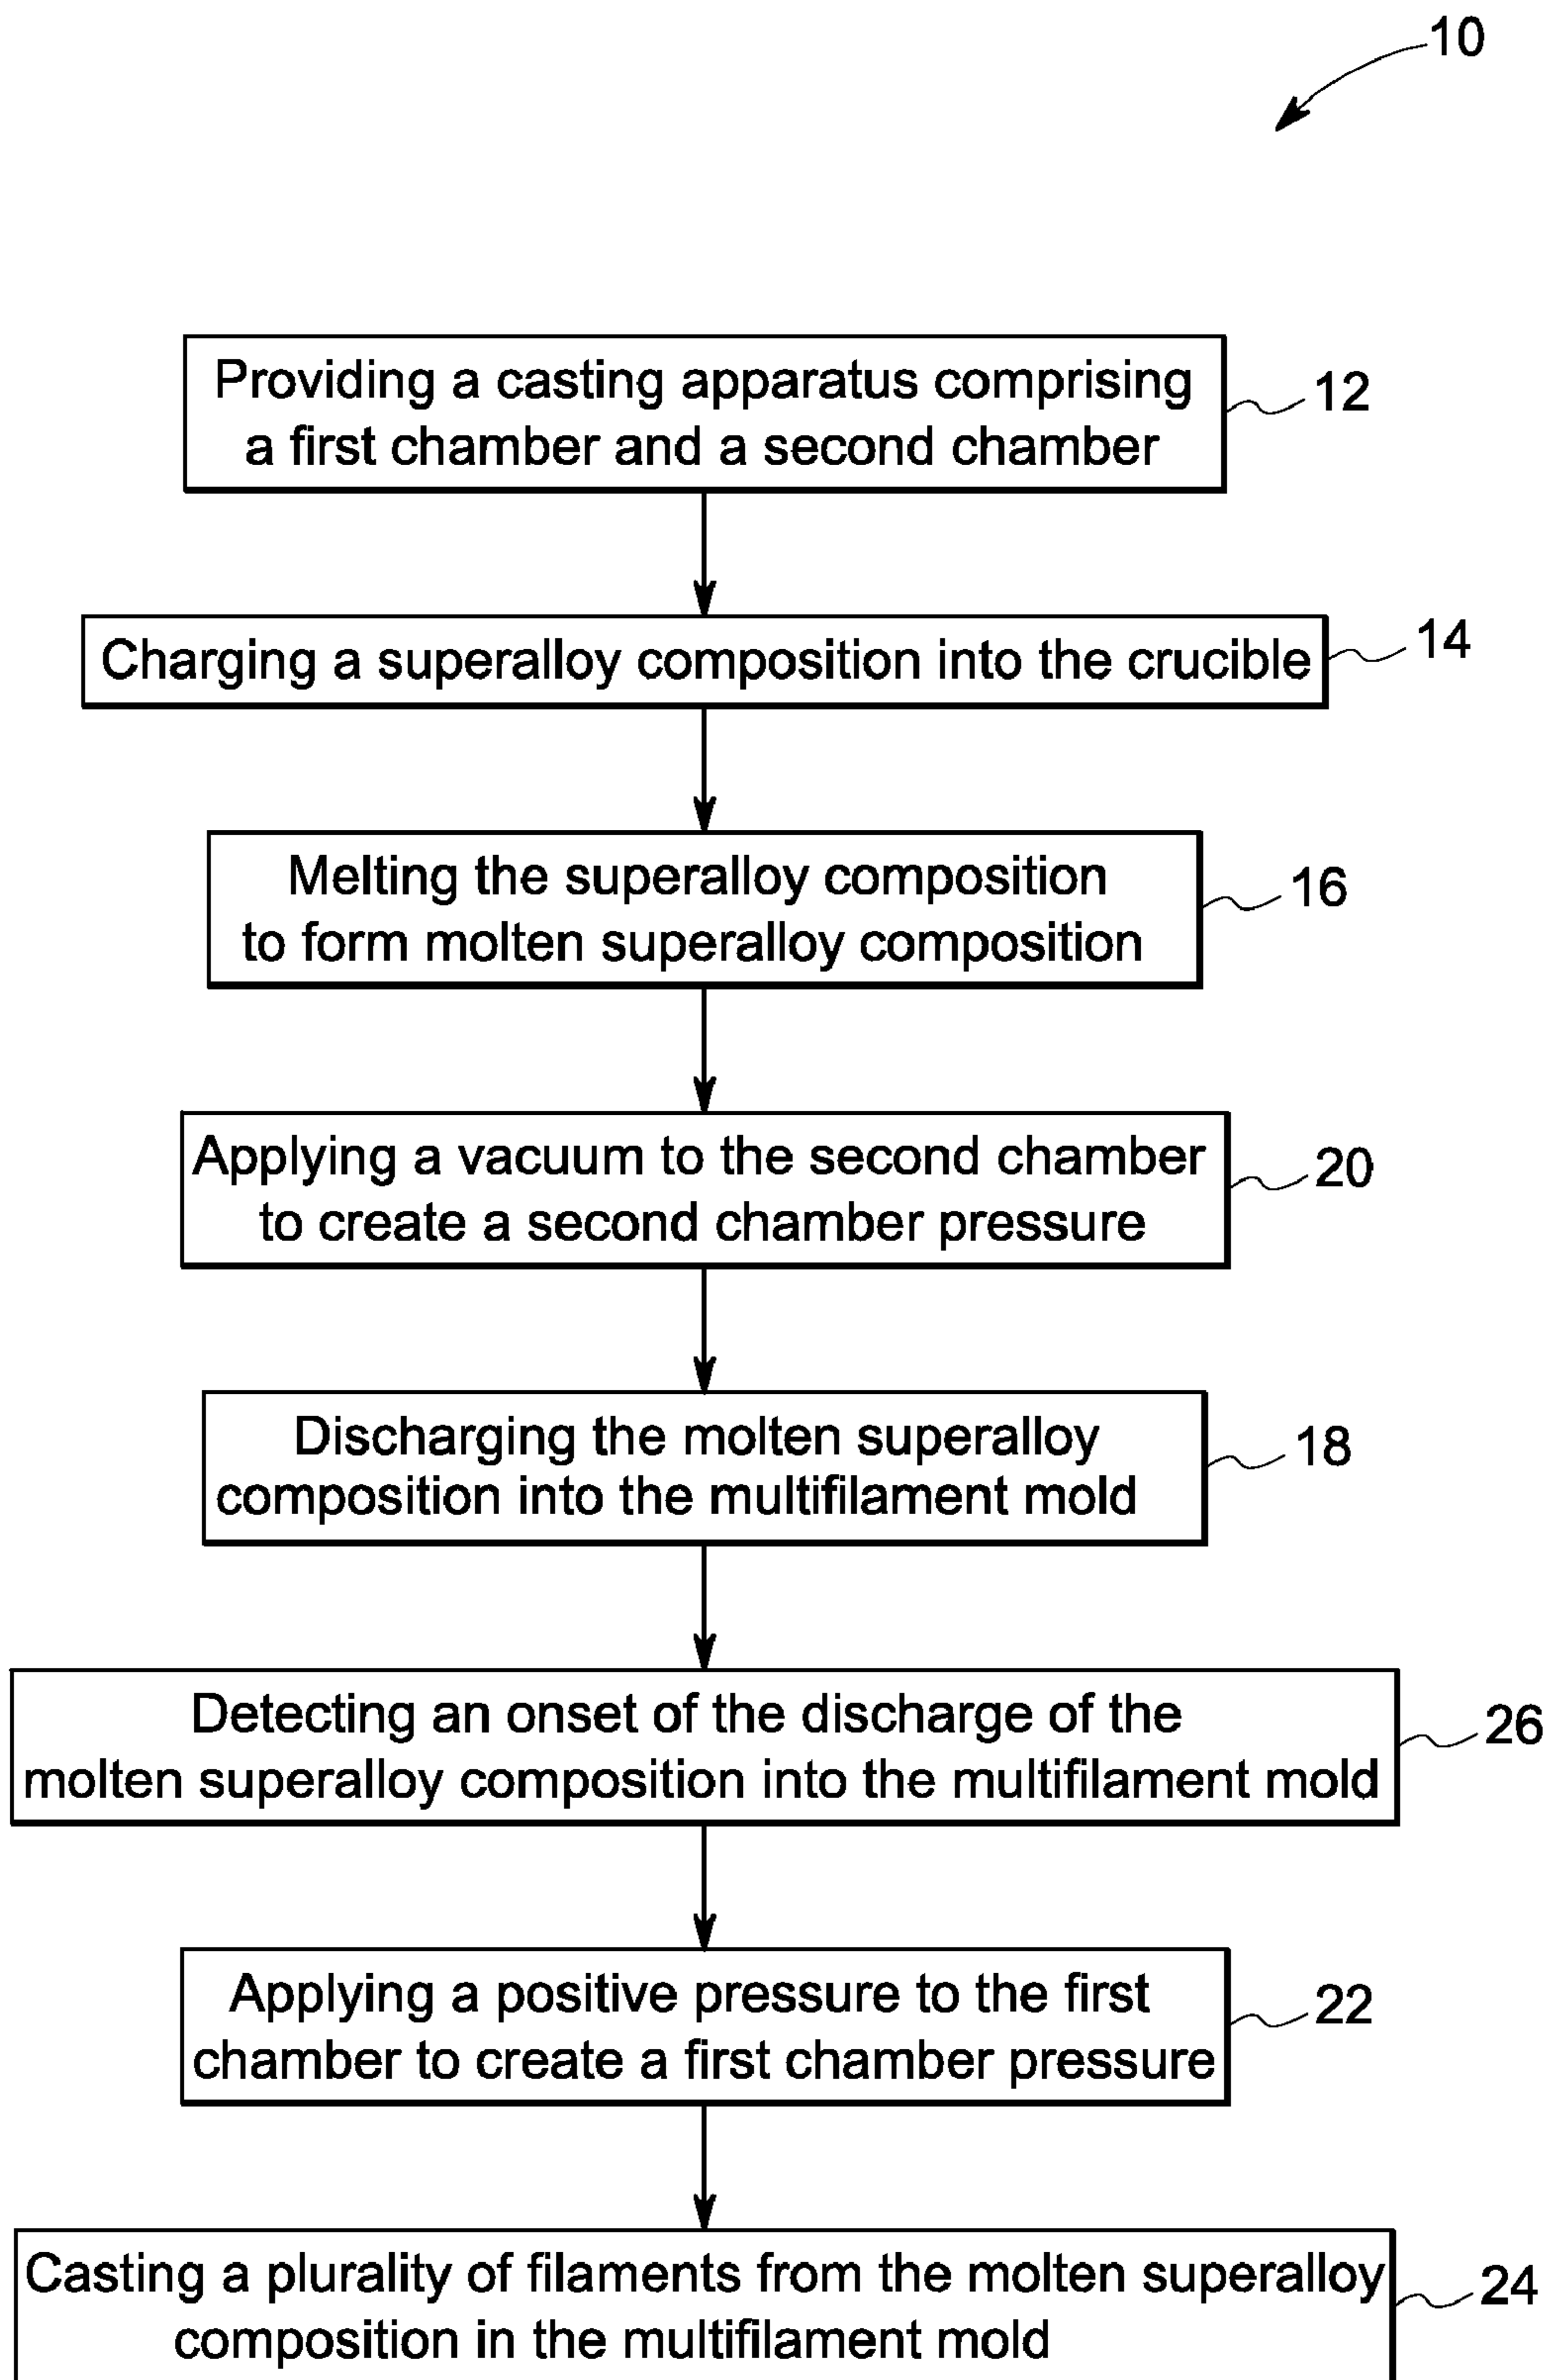 10
Providing a casting apparatus comprising
a first chamber and a second chamber
12
Charging a superalloy composition into the crucible
14
Melting the superalloy composition
to form molten superalloy composition
16
Applying a vacuum to the second chamber
to create a second chamber pressure
20
Discharging the molten superalloy
composition into the multifilament mold
18
Detecting an onset of the discharge of the
molten superalloy composition into the multifilament mold
26
Applying a positive pressure to the first
chamber to create a first chamber pressure
22
Casting a plurality of filaments from the molten superalloy
composition in the multifilament mold
24